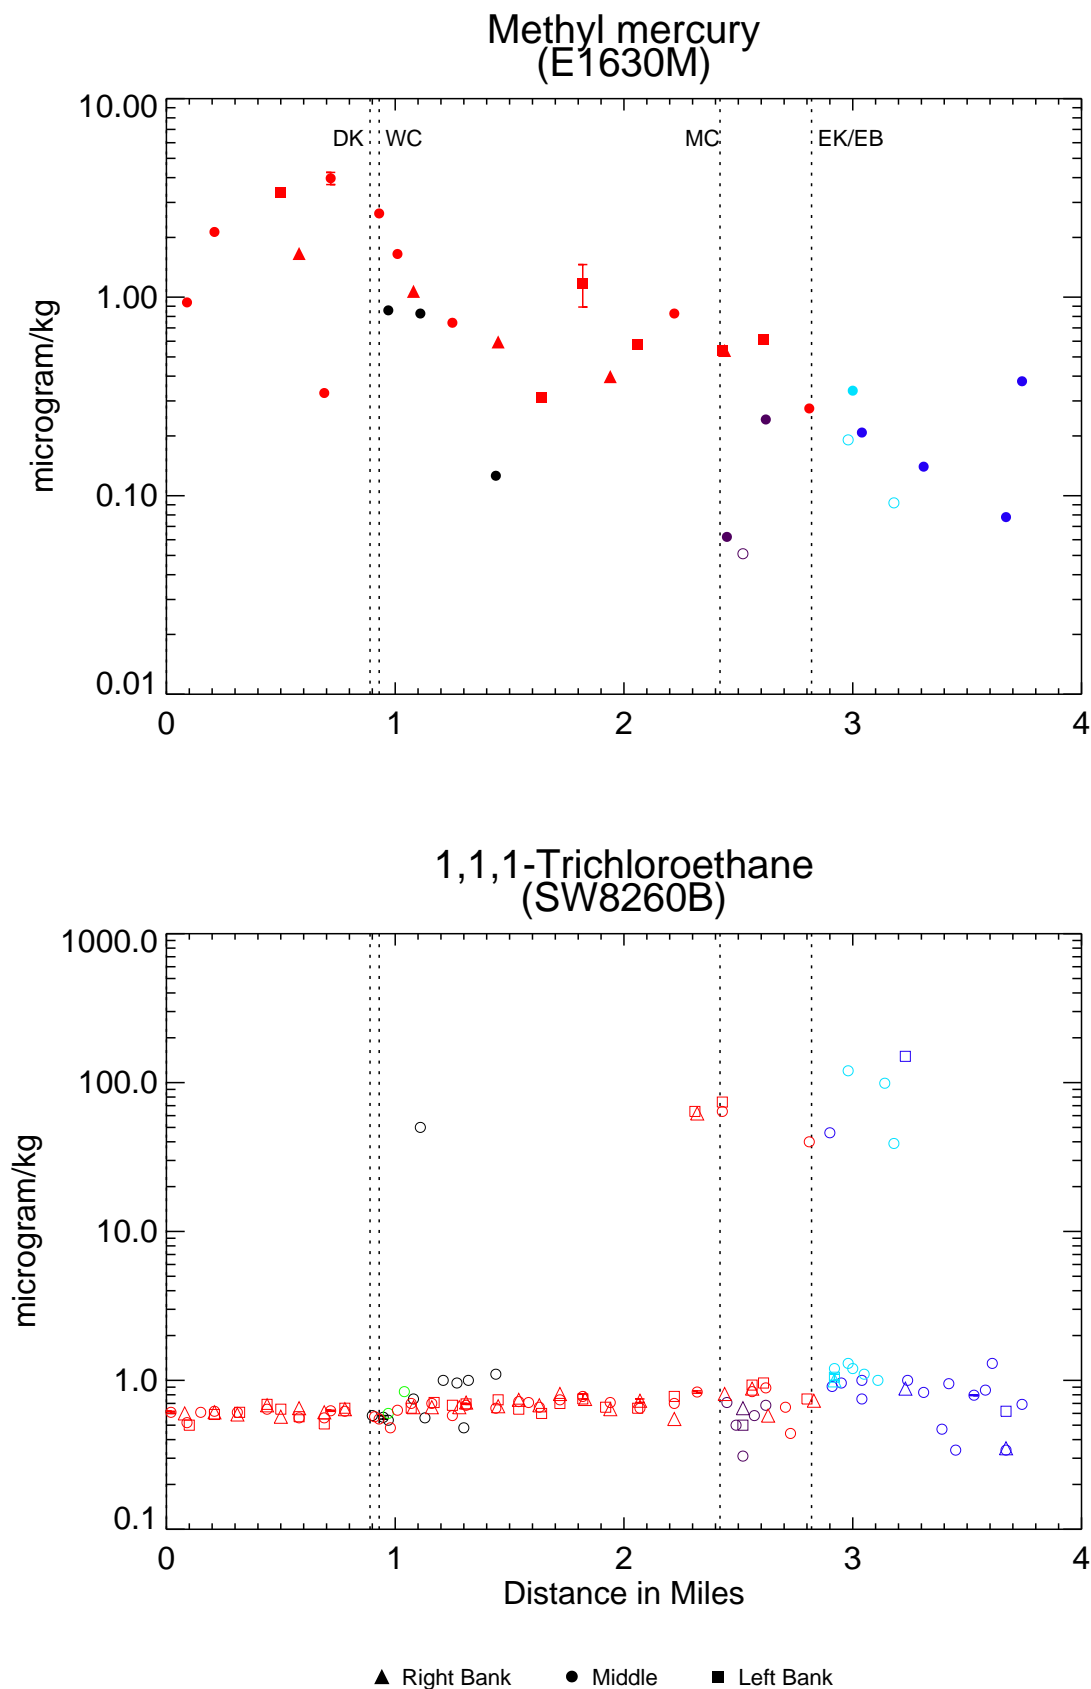 Methyl mercury
(E1630M)
10.00
DK
WC
MC
EK/EB
1.00
0.10
0.01
microgram/kg
0
1
2
3
4
1,1,1-Trichloroethane
(SW8260B)
1000.0
100.0
10.0
1.0
0.1
microgram/kg
0
1
2
3
4
Distance in Miles
Right Bank
Middle
Left Bank